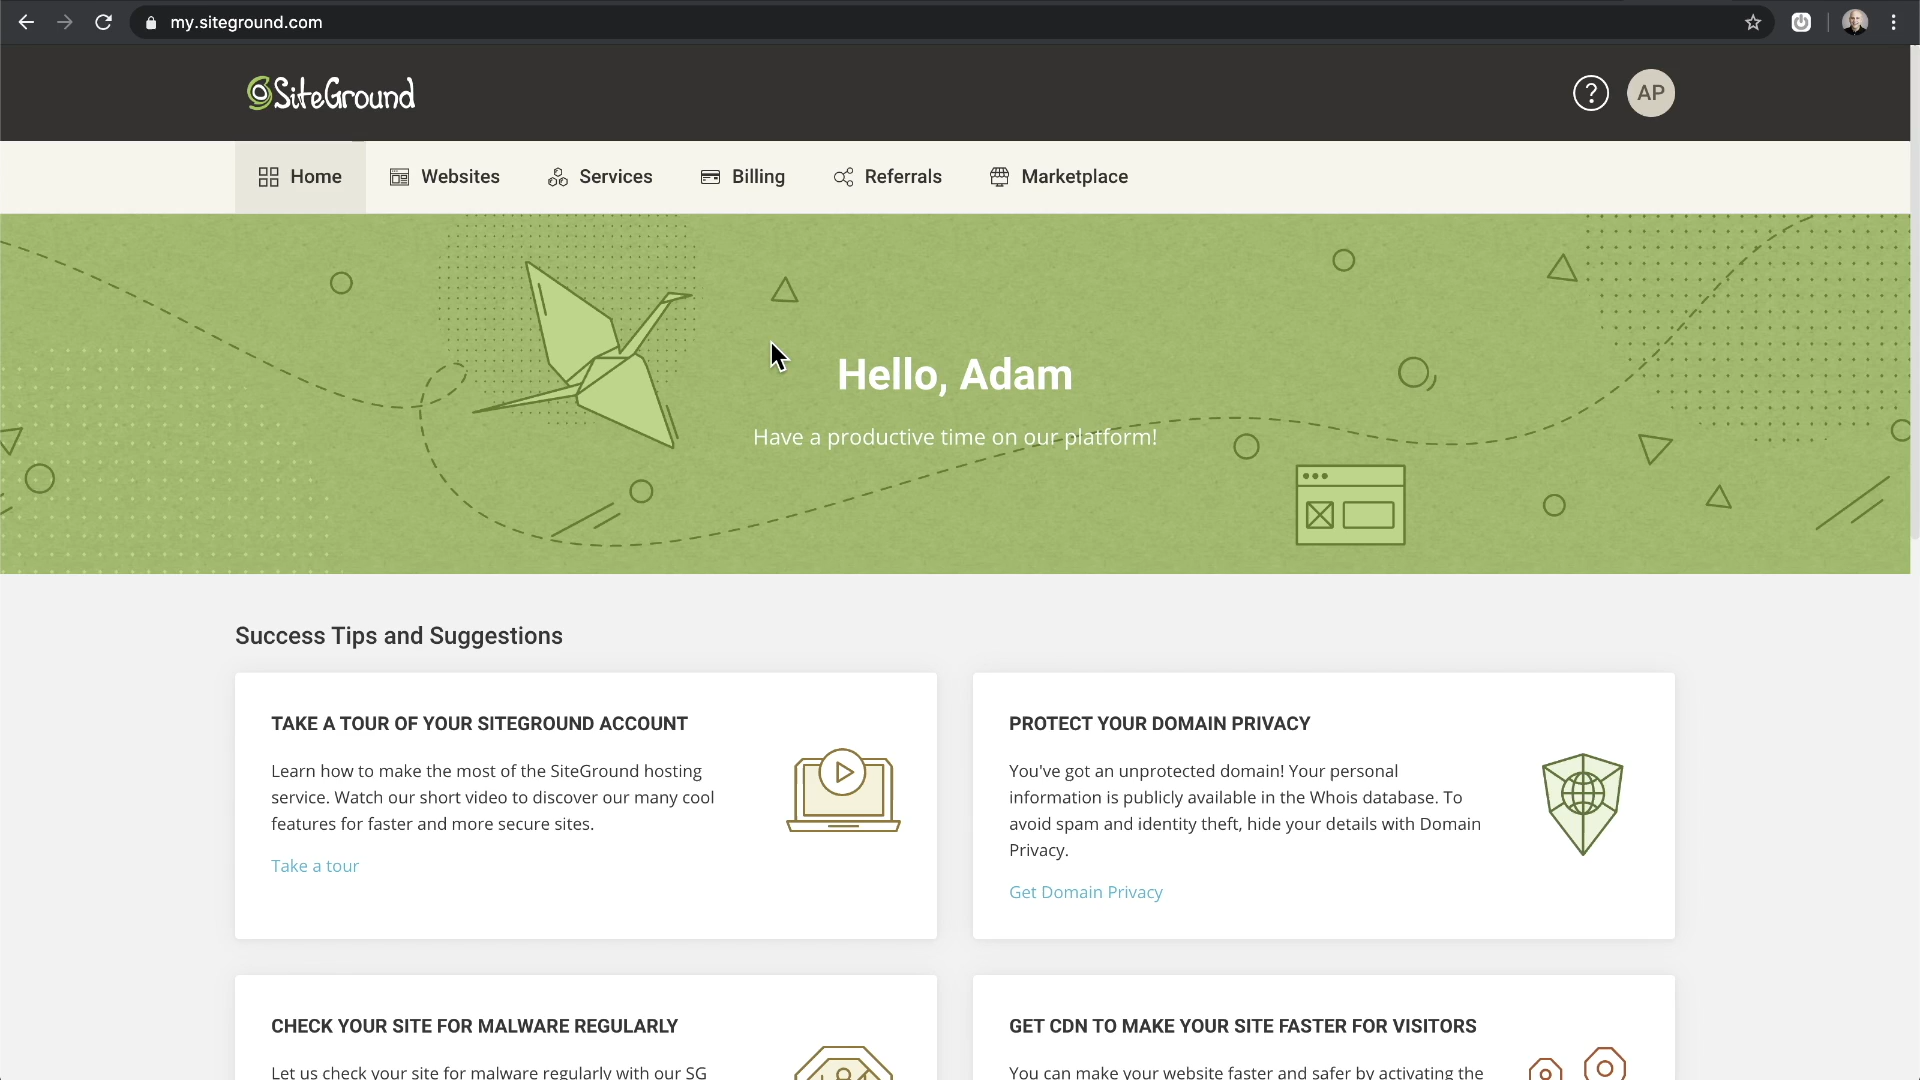 my.siteground.com
SiteGround
? AP
Home Websites Services Billing Referrals Marketplace
Hello, Adam
Have a productive time on our platform!
Success Tips and Suggestions
TAKE A TOUR OF YOUR SITEGROUND ACCOUNT
Learn how to make the most of the SiteGround hosting
service. Watch our short video to discover our many cool
features for faster and more secure sites.
Take a tour
PROTECT YOUR DOMAIN PRIVACY
You've got an unprotected domain! Your personal
information is publicly available in the Whois database. To
avoid spam and identity theft, hide your details with Domain
Privacy.
Get Domain Privacy
CHECK YOUR SITE FOR MALWARE REGULARLY
Let us check your site for malware regularly with our SG
GET CDN TO MAKE YOUR SITE FASTER FOR VISITORS
You can make your website faster and safer by activating the